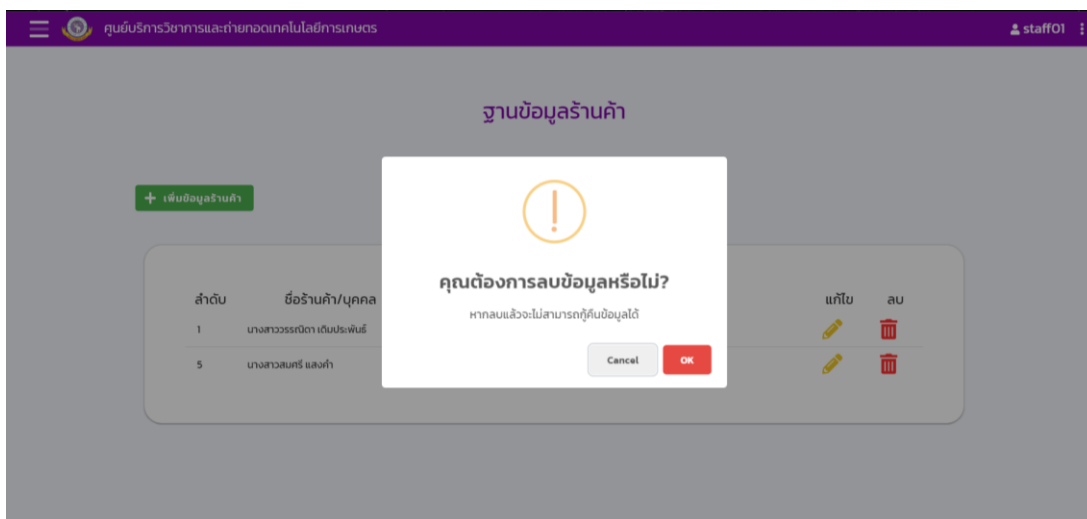 ศูนย์บริการวิชาการและถ่ายทอดเทคโนโลยีการเกษตร
staff01
ฐานข้อมูลร้านค้า
เพิ่มข้อมูลร้านค้า
คุณต้องการลบข้อมูลหรือไม่?
หากลบแล้วจะไม่สามารถกู้คืนข้อมูลได้
Cancel OK
ลำดับ ชื่อร้านค้า/บุคคล แก้ไข ลบ
1 นางสาววรรณิดา เดิมประพันธ์
5 นางสาวสมศรี แสงคำ